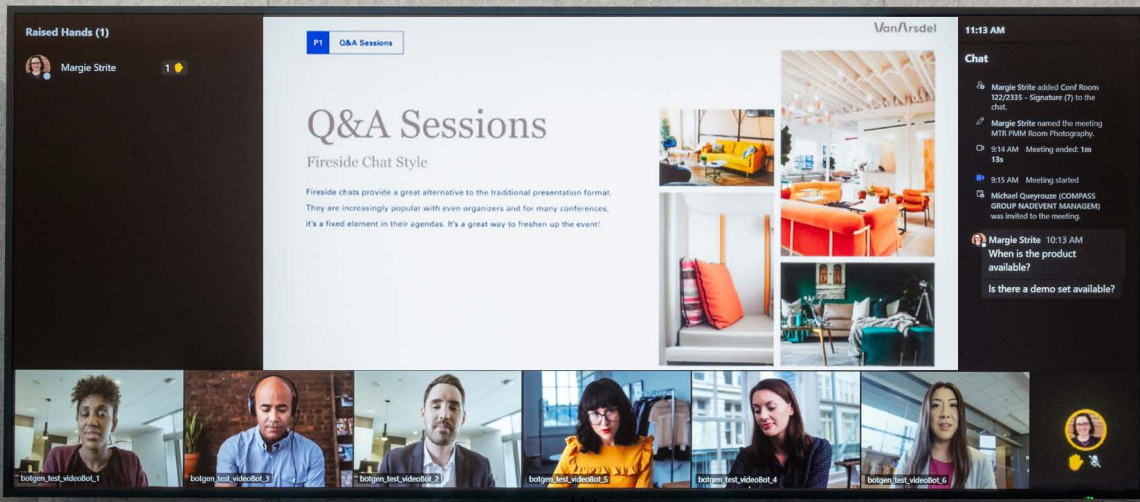 Raised Hands (1)
Margie Strite
1
P1 Q&A Sessions
VanArsdel
Q&A Sessions
Fireside Chat Style
Fireside chats provide a great alternative to the traditional presentation format.
They are increasingly popular with even organizers and for many conferences,
it's a fixed element in their agendas. It's a great way to freshen up the event!
11:13 AM
Chat
Margie Strite added Conf Room
122/2335 - Signature (7) to the
chat.
Margie Strite named the meeting
MTR PMM Room Photography.
9:14 AM Meeting ended: 1m
13s
9:15 AM Meeting started
Michael Queyrouze (COMPASS
GROUP NADEVENT MANAGEM)
was invited to the meeting.
Margie Strite 10:13 AM
When is the product
available?
Is there a demo set available?
botgen_test_videoBot_1
botgen_test_videoBot_3
botgen_test_videoBot_2
botgen_test_videoBot_5
botgen_test_videoBot_4
botgen_test_videoBot_6